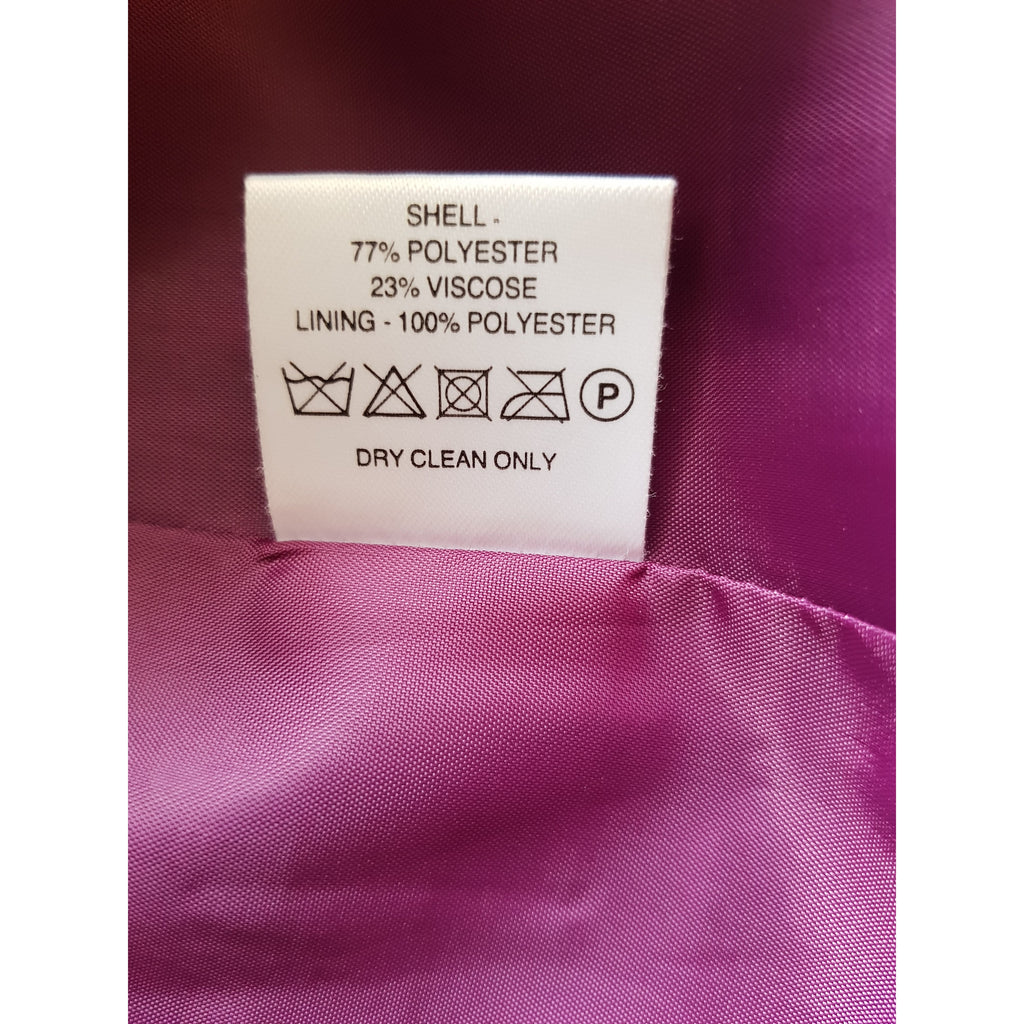 SHELL -
77% POLYESTER
23% VISCOSE
LINING - 100% POLYESTER
P
DRY CLEAN ONLY